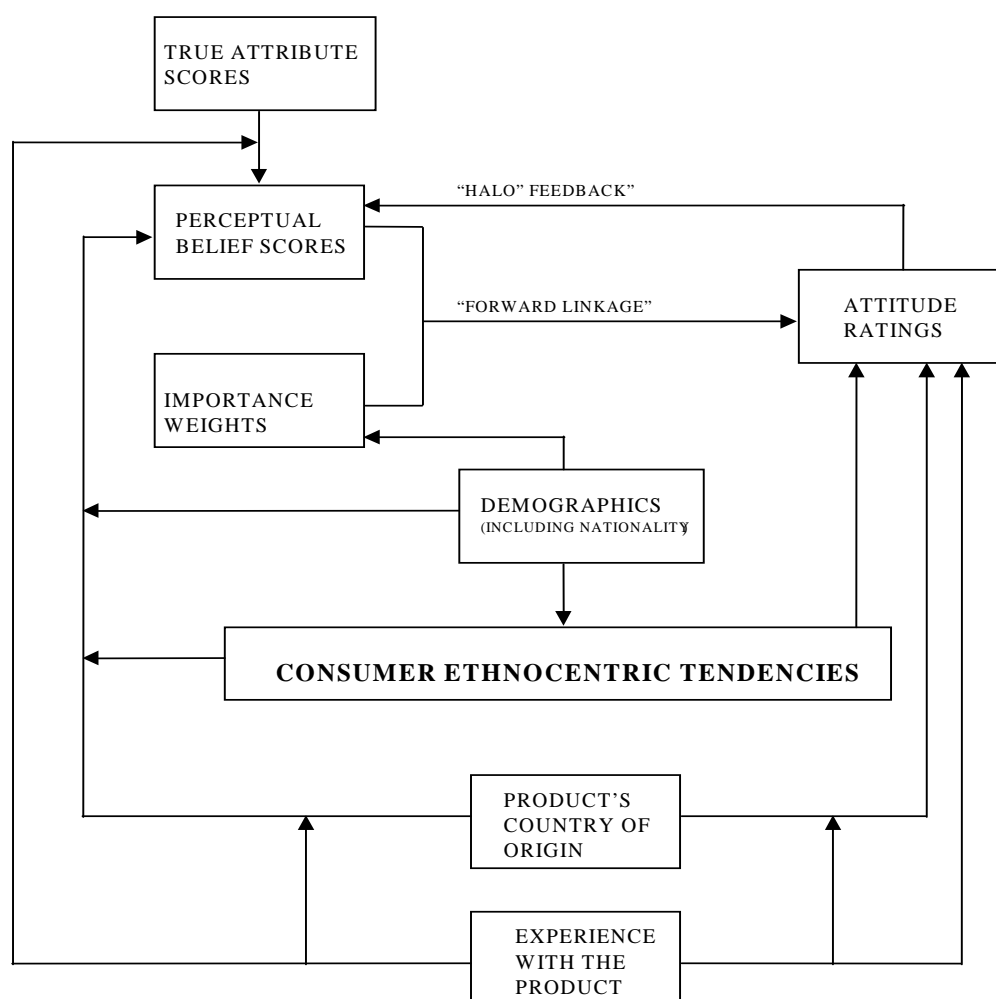 TRUE ATTRIBUTE
SCORES
“HALO” FEEDBACK”
PERCEPTUAL
BELIEF SCORES
“FORWARD LINKAGE”
ATTITUDE
RATINGS
IMPORTANCE
WEIGHTS
DEMOGRAPHICS
(INCLUDING NATIONALITY)
CONSUMER ETHNOCENTRIC TENDENCIES
PRODUCT’S
COUNTRY OF
ORIGIN
EXPERIENCE
WITH THE
PRODUCT